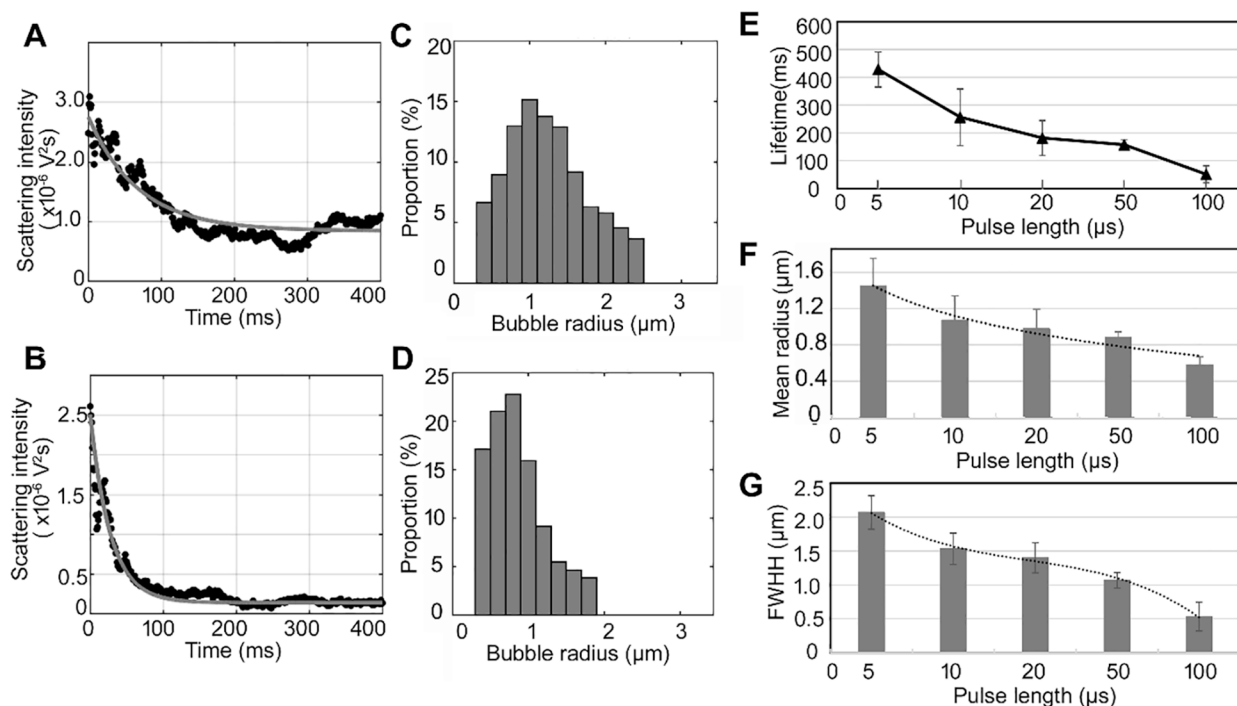 A
Scattering intensity
( x10⁻⁶ V²s)
3.0
2.0
1.0
0
0 100 200 300 400
Time (ms)
B
Scattering intensity
( x10⁻⁶ V²s)
2.5
1.5
0.5
0
0 100 200 300 400
Time (ms)
C
Proportion (%)
20
15
10
5
0
0 1 2 3
Bubble radius (µm)
D
Proportion (%)
25
20
15
10
5
0
0 1 2 3
Bubble radius (µm)
E
Lifetime(ms)
600
500
400
300
200
100
0
0 5 10 20 50 100
Pulse length (µs)
F
Mean radius (µm)
1.6
1.2
0.8
0.4
0
0 5 10 20 50 100
Pulse length (µs)
G
FWHH (µm)
2.5
2.0
1.5
1.0
0.5
0
0 5 10 20 50 100
Pulse length (µs)